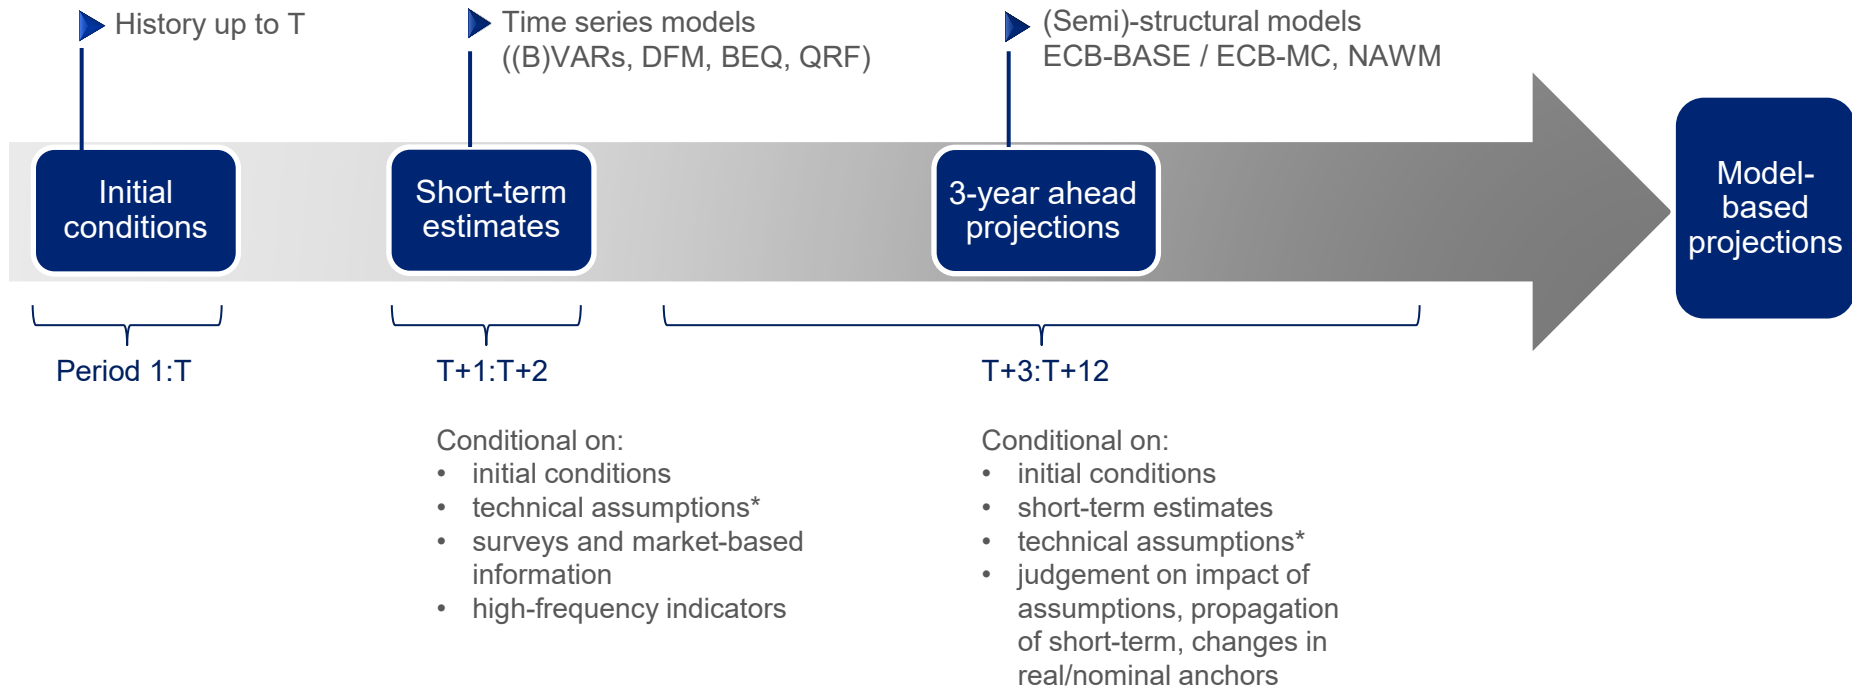 History up to T
Time series models
((B)VARs, DFM, BEQ, QRF)
(Semi)-structural models
ECB-BASE / ECB-MC, NAWM
Initial
conditions
Short-term
estimates
3-year ahead
projections
Model-
based
projections
Period 1:T
T+1:T+2
T+3:T+12
Conditional on:
• initial conditions
• technical assumptions*
• surveys and market-based
information
• high-frequency indicators
Conditional on:
• initial conditions
• short-term estimates
• technical assumptions*
• judgement on impact of
assumptions, propagation
of short-term, changes in
real/nominal anchors